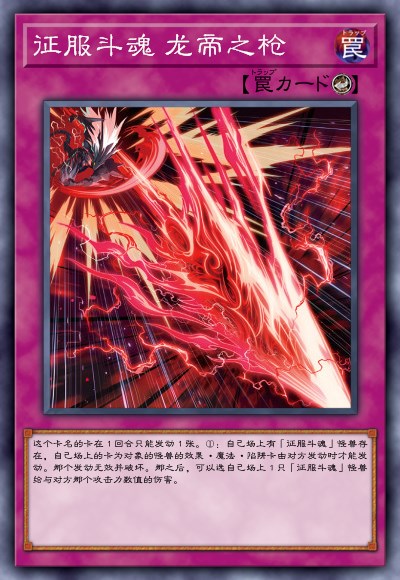 征服斗魂 龙帝之枪
トラップ
罠
トラップ
【罠カード】
这个卡名的卡在１回合只能发动１张。①：自己场上有「征服斗魂」怪兽存
在，自己场上的卡为对象的怪兽的效果・魔法・陷阱卡由对方发动时才能发
动。那个发动无效并破坏。那之后，可以选自己场上１只「征服斗魂」怪兽
给与对方那个攻击力数值的伤害。